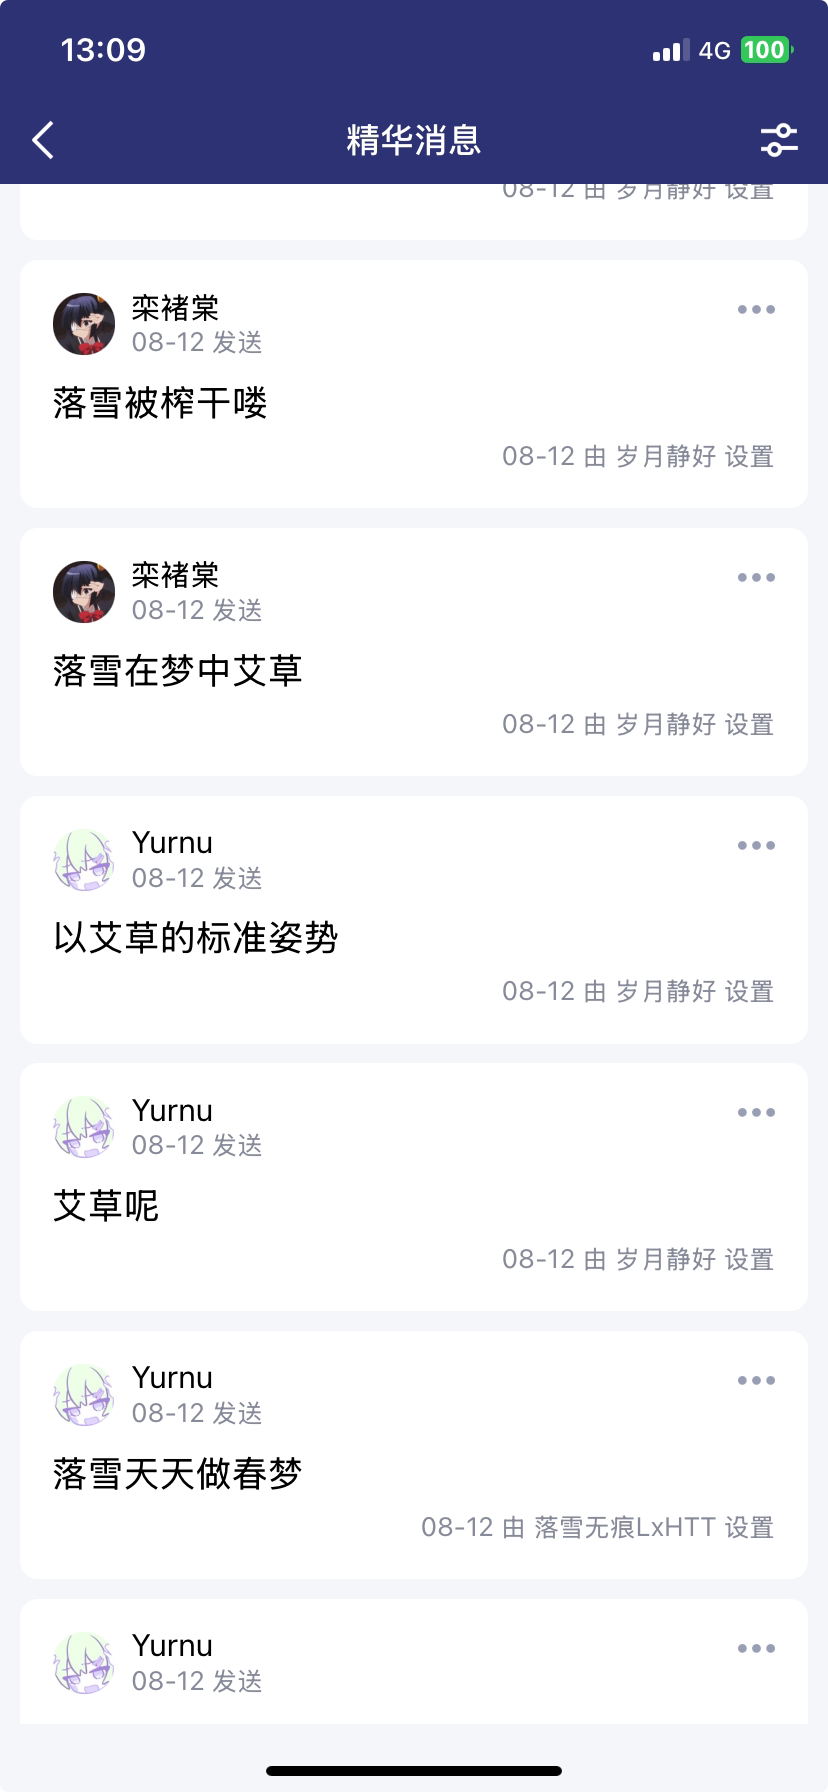 13:09
4G 100
精华消息
08-12 由 岁月静好 设置
栾褚棠
08-12 发送
落雪被榨干喽
08-12 由 岁月静好 设置
栾褚棠
08-12 发送
落雪在梦中艾草
08-12 由 岁月静好 设置
Yurnu
08-12 发送
以艾草的标准姿势
08-12 由 岁月静好 设置
Yurnu
08-12 发送
艾草呢
08-12 由 岁月静好 设置
Yurnu
08-12 发送
落雪天天做春梦
08-12 由 落雪无痕LxHTT 设置
Yurnu
08-12 发送